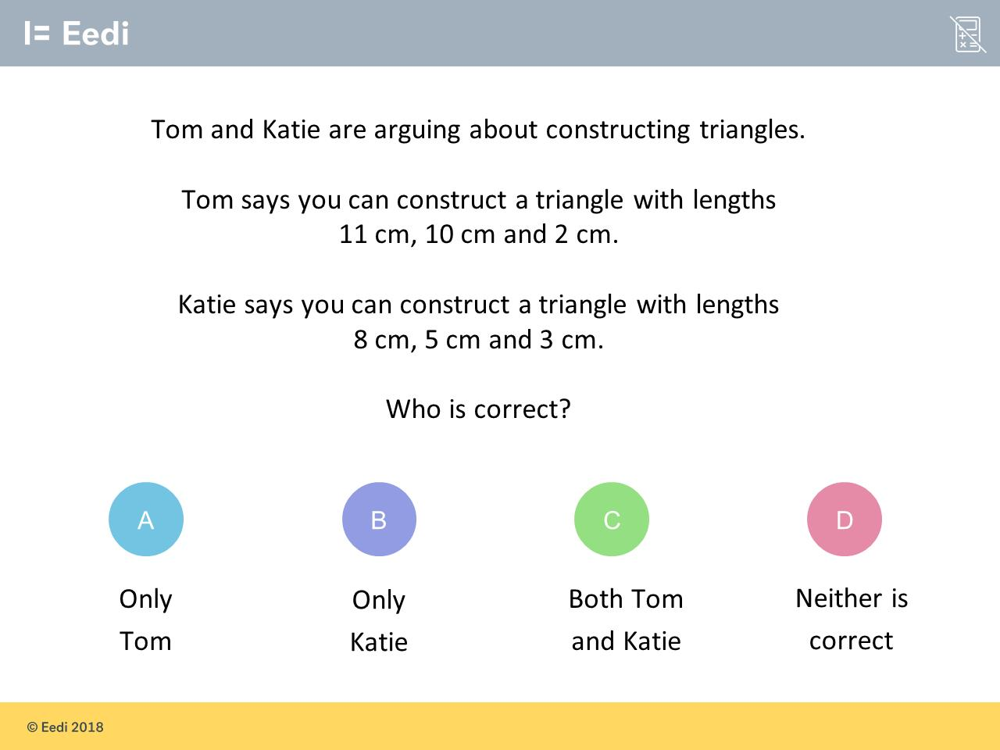 Eedi
Tom and Katie are arguing about constructing triangles.
Tom says you can construct a triangle with lengths
11 cm, 10 cm and 2 cm.
Katie says you can construct a triangle with lengths
8 cm, 5 cm and 3 cm.
Who is correct?
A
B
C
D
Only
Tom
Only
Katie
Both Tom
and Katie
Neither is
correct
© Eedi 2018